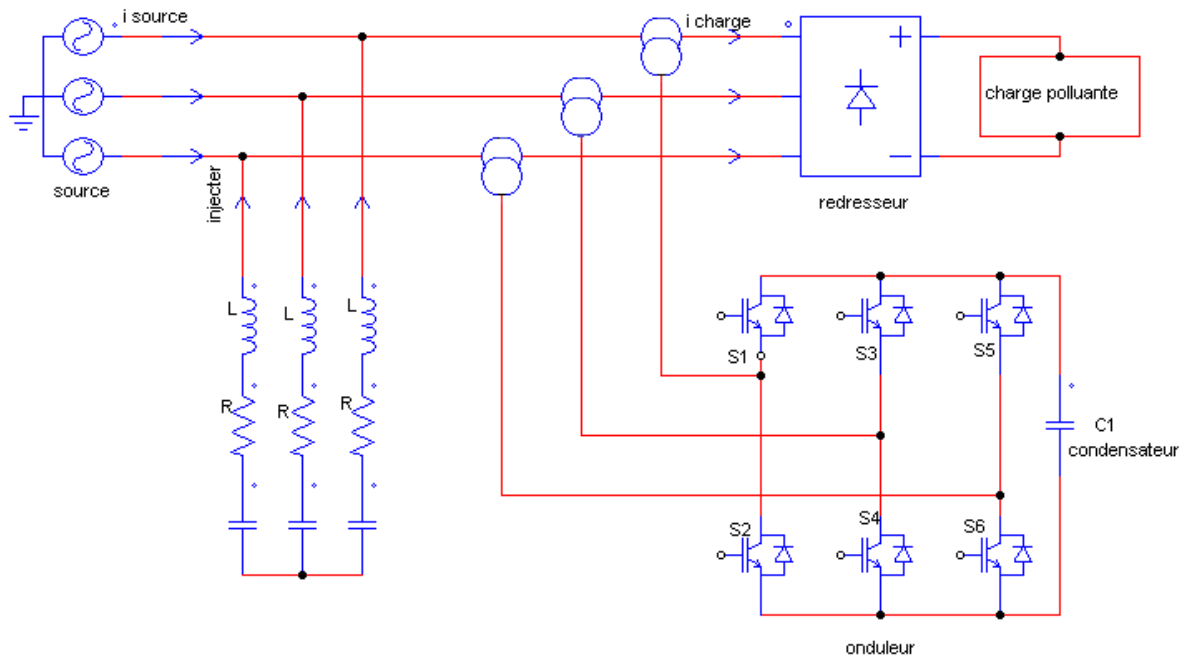 i source
i charge
+
charge polluante
−
source
injecter
redresseur
L
L
L
S1
S3
S5
R
R
R
C1
condensateur
S2
S4
S6
onduleur